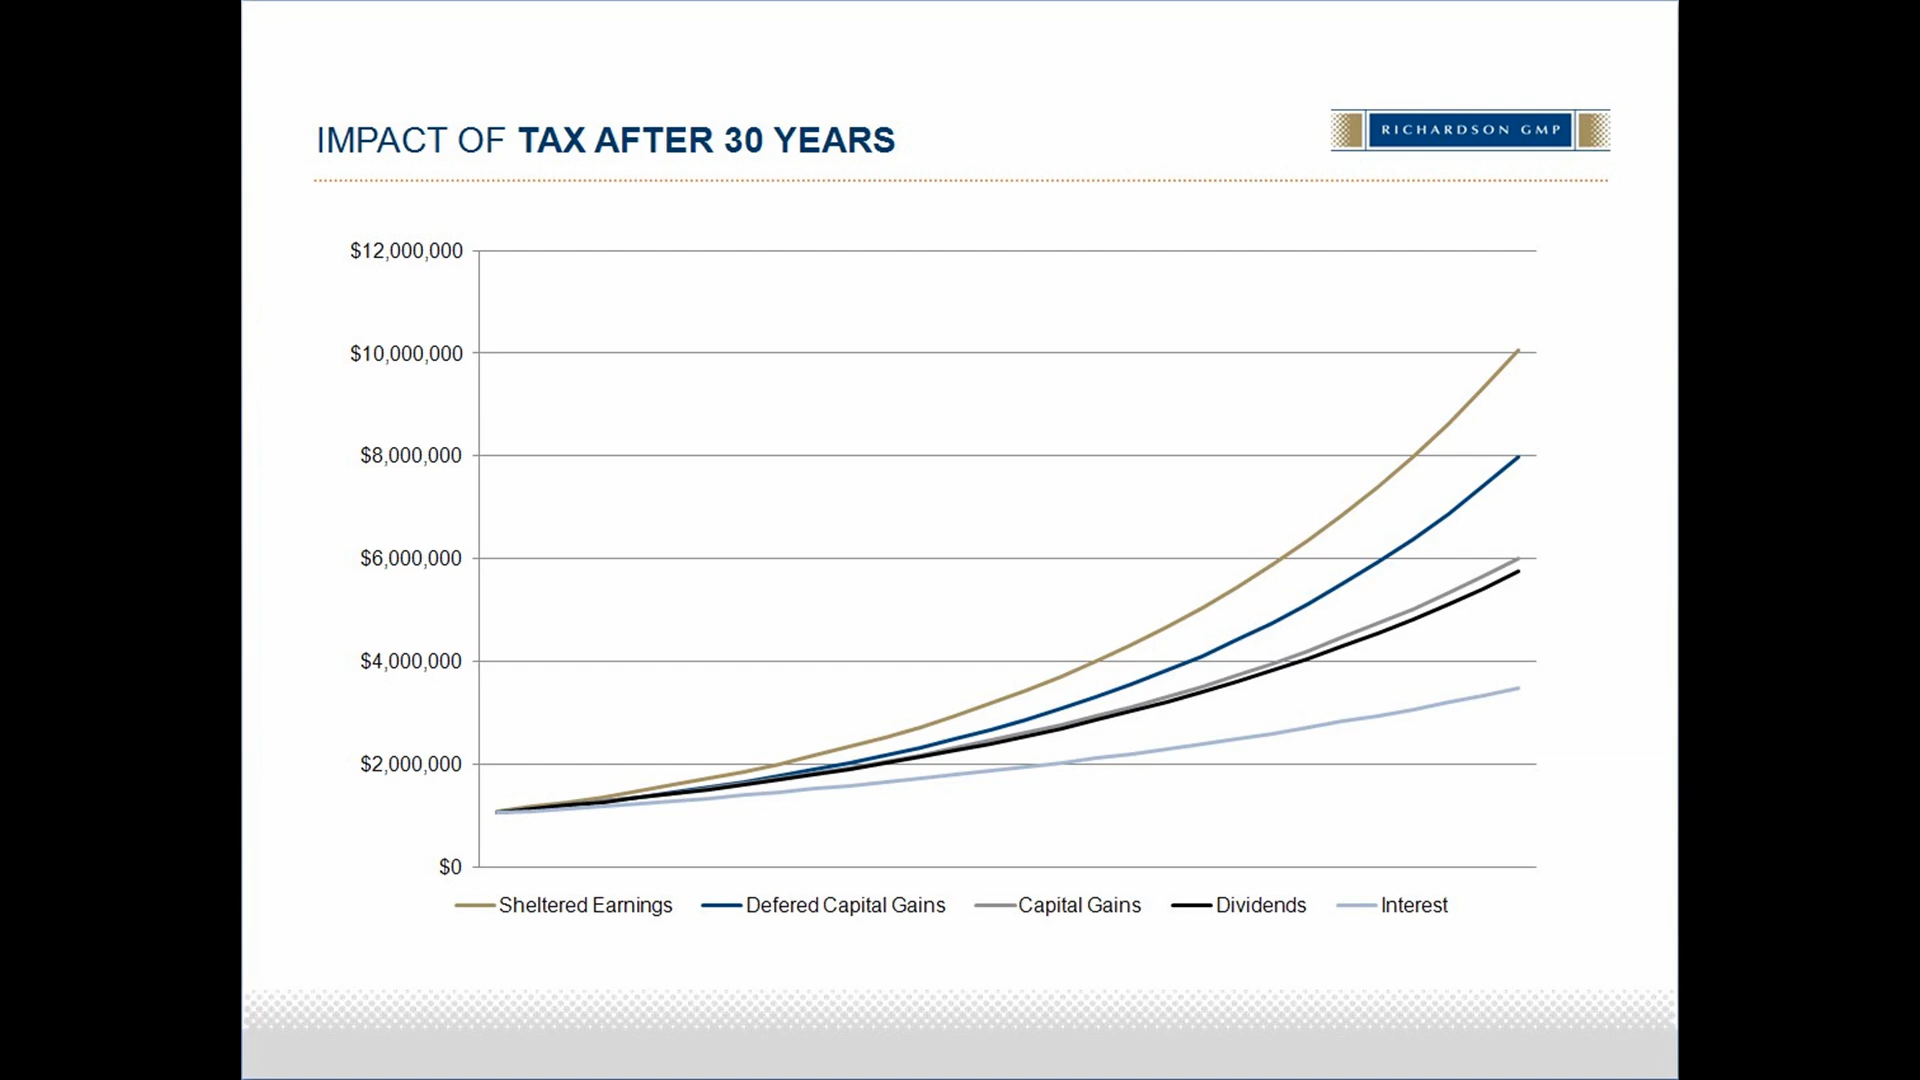 IMPACT OF TAX AFTER 30 YEARS
RICHARDSON GMP
$12,000,000
$10,000,000
$8,000,000
$6,000,000
$4,000,000
$2,000,000
$0
Sheltered Earnings Defered Capital Gains Capital Gains Dividends Interest